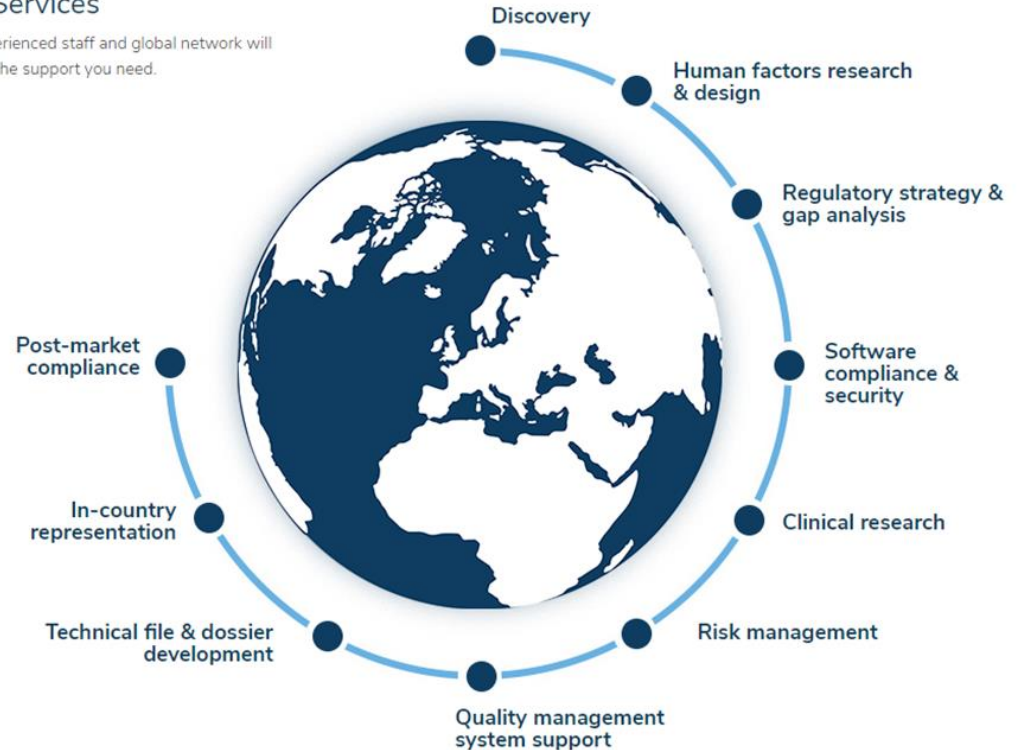 Services
erienced staff and global network will
he support you need.
Discovery
Human factors research
& design
Regulatory strategy &
gap analysis
Software
compliance &
security
Clinical research
Risk management
Quality management
system support
Technical file & dossier
development
In-country
representation
Post-market
compliance